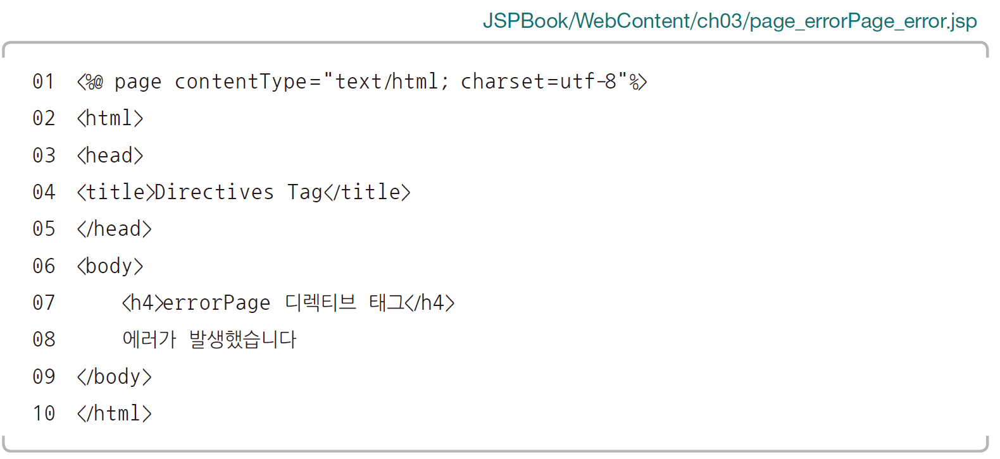 JSPBook/WebContent/ch03/page_errorPage_error.jsp
01 <%@ page contentType="text/html; charset=utf-8"%>
02 <html>
03 <head>
04 <title>Directives Tag</title>
05 </head>
06 <body>
07     <h4>errorPage 디렉티브 태그</h4>
08     에러가 발생했습니다
09 </body>
10 </html>